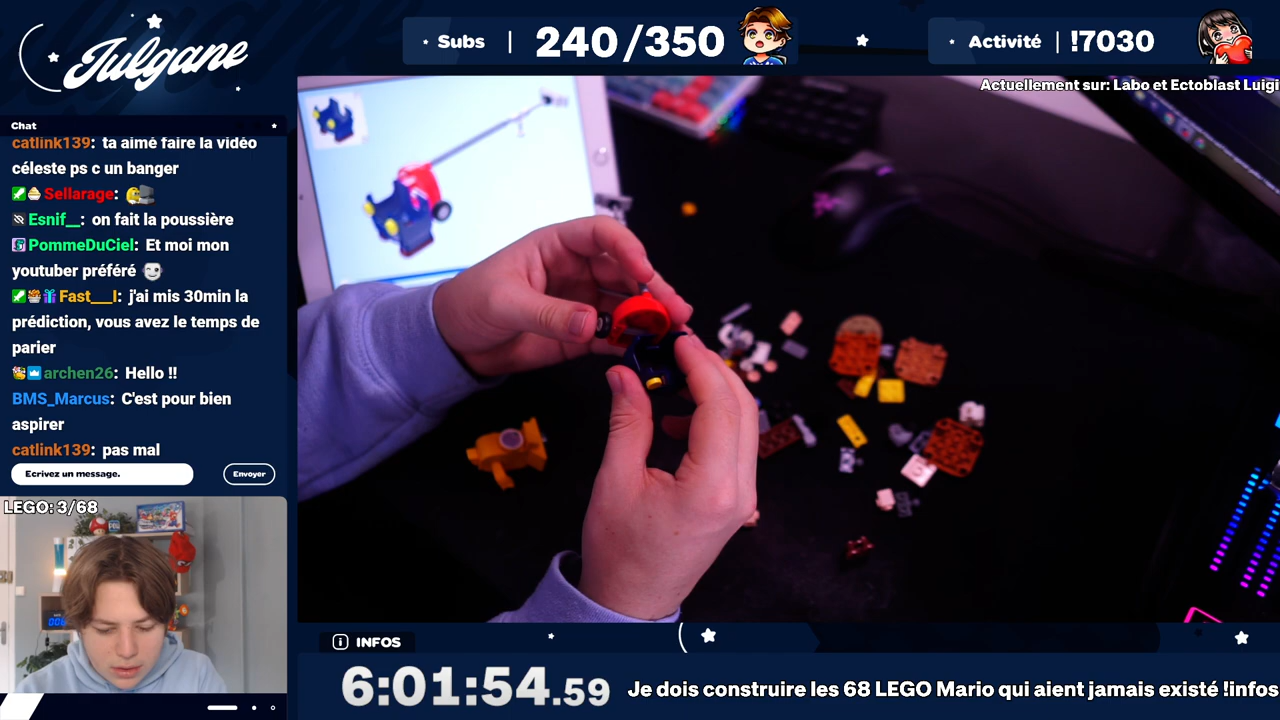 Julgane
Subs | 240/350
Activité | !7030
Actuellement sur: Labo et Ectoblast Luigi
Chat
catlink139: ta aimé faire la vidéo
céleste ps c un banger
Sellarage:
Esnif__: on fait la poussière
PommeDuCiel: Et moi mon
youtuber préféré
Fast___I: j'ai mis 30min la
prédiction, vous avez le temps de
parier
archen26: Hello !!
BMS_Marcus: C'est pour bien
aspirer
catlink139: pas mal
Ecrivez un message.
Envoyer
LEGO: 3/68
INFOS
6:01:54.59
Je dois construire les 68 LEGO Mario qui aient jamais existé !infos